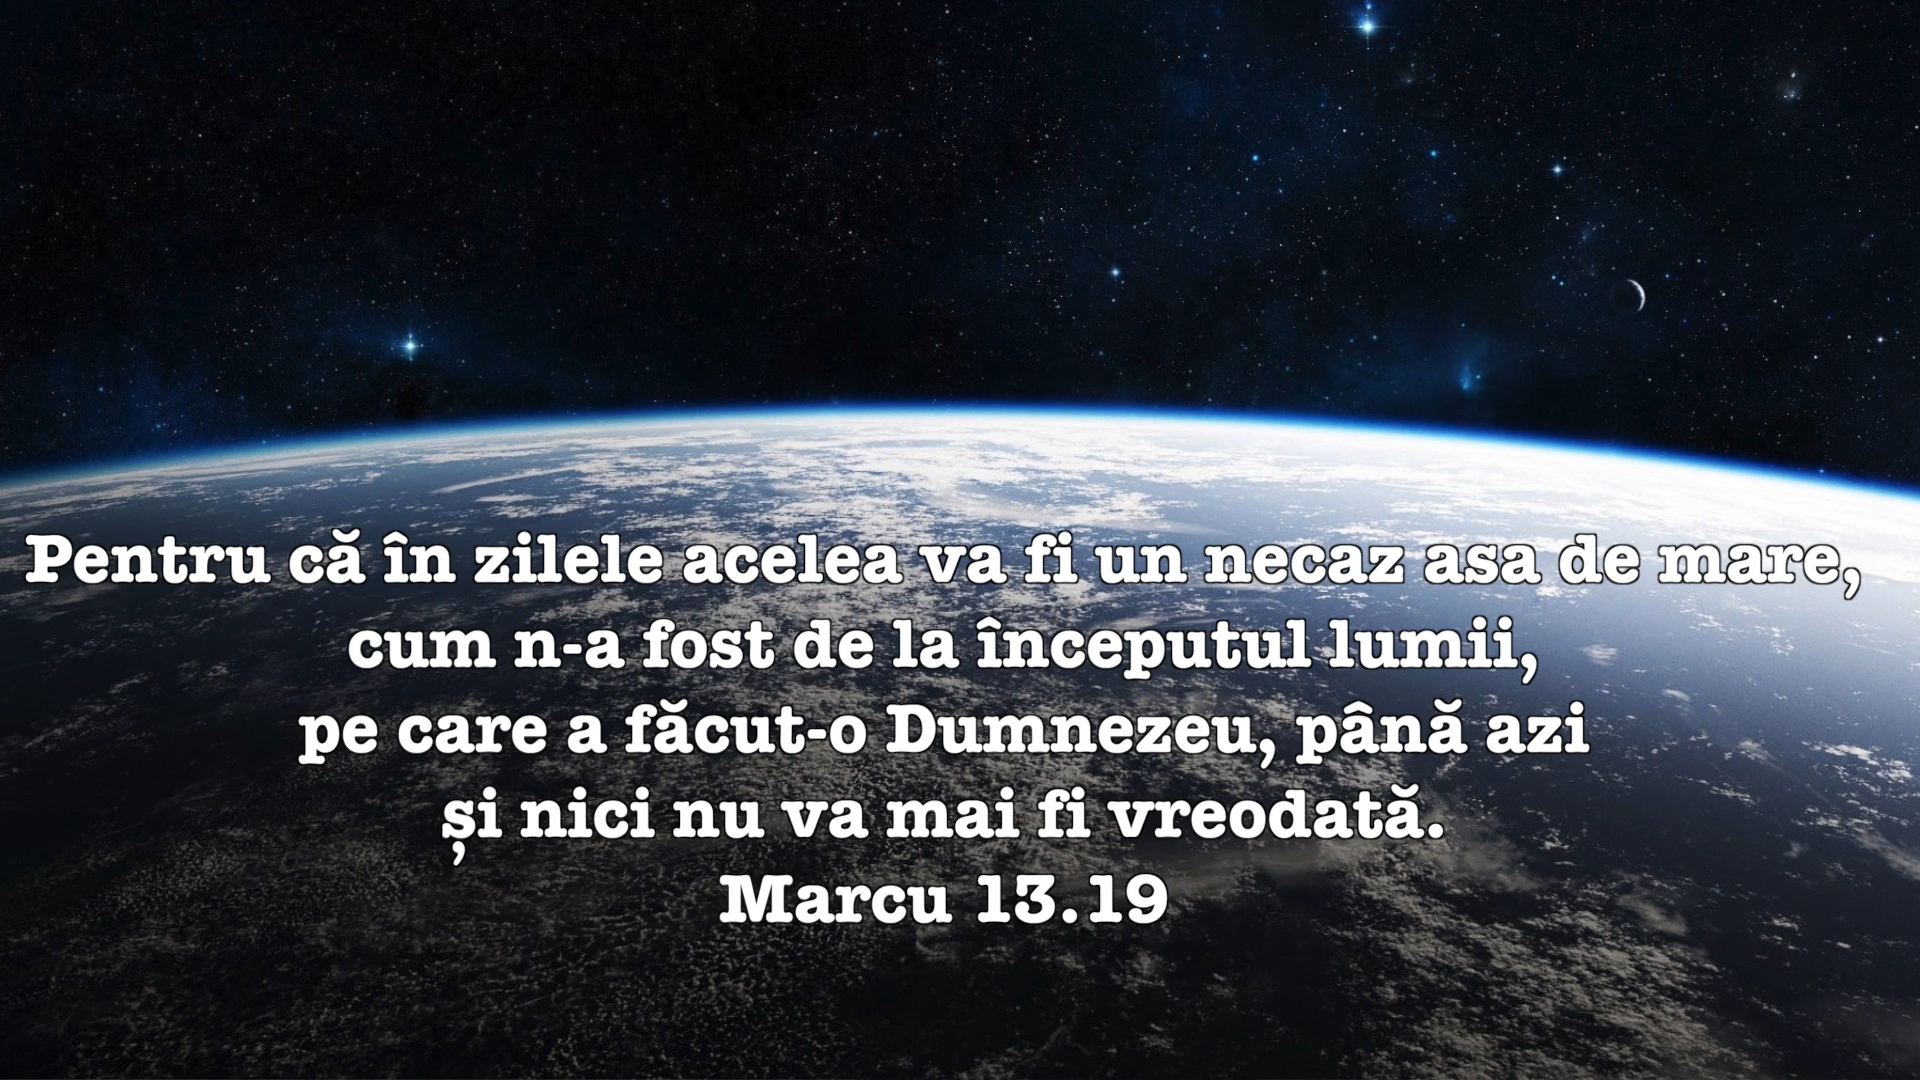 Pentru că în zilele acelea va fi un necaz asa de mare,
cum n-a fost de la începutul lumii,
pe care a făcut-o Dumnezeu, până azi
și nici nu va mai fi vreodată.
Marcu 13.19